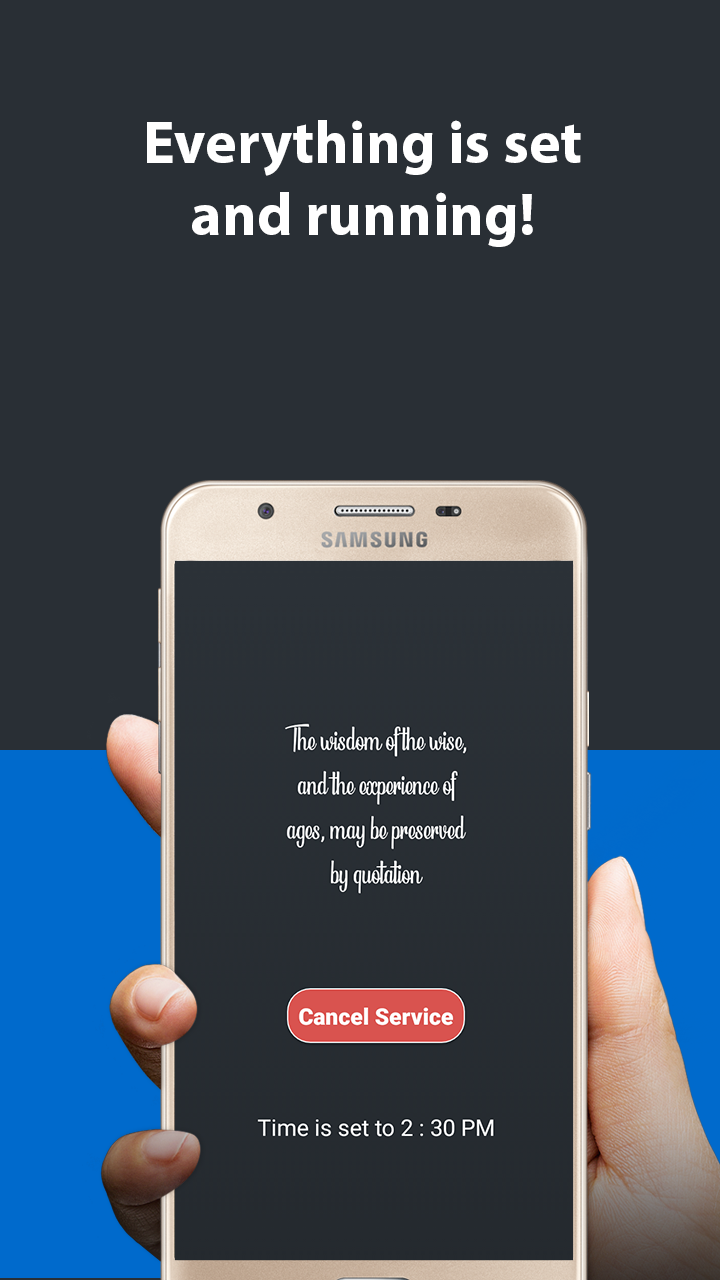 Everything is set
and running!
SAMSUNG
The wisdom of the wise,
and the experience of
ages, may be preserved
by quotation
Cancel Service
Time is set to 2 : 30 PM